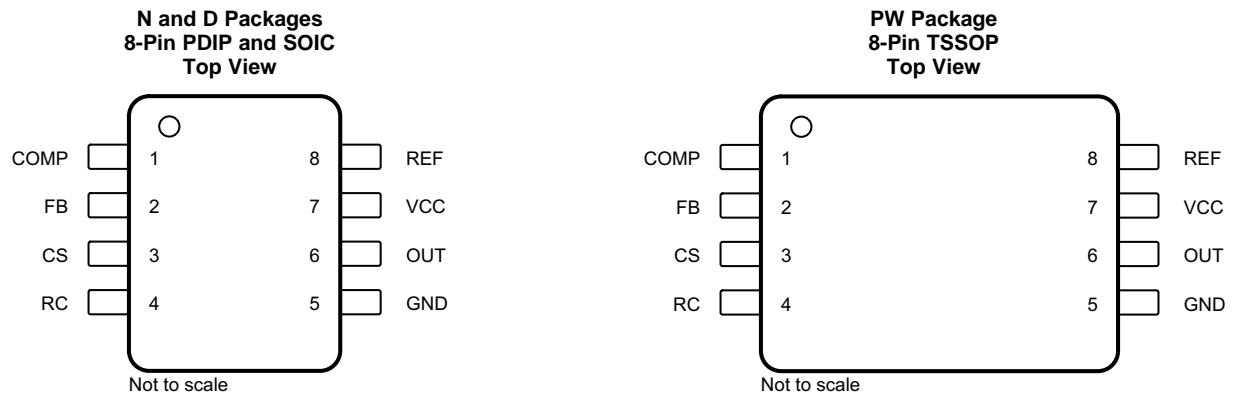 N and D Packages
8-Pin PDIP and SOIC
Top View
COMP 1 8 REF
FB 2 7 VCC
CS 3 6 OUT
RC 4 5 GND
Not to scale
PW Package
8-Pin TSSOP
Top View
COMP 1 8 REF
FB 2 7 VCC
CS 3 6 OUT
RC 4 5 GND
Not to scale